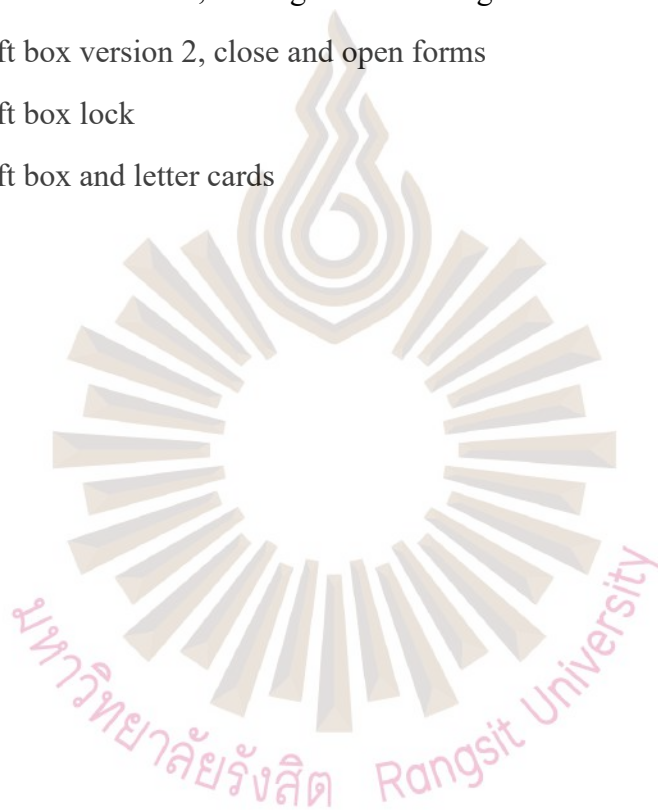 ft box version 2, close and open forms
ft box lock
ft box and letter cards
มหาวิทยาลัยรังสิต Rangsit University